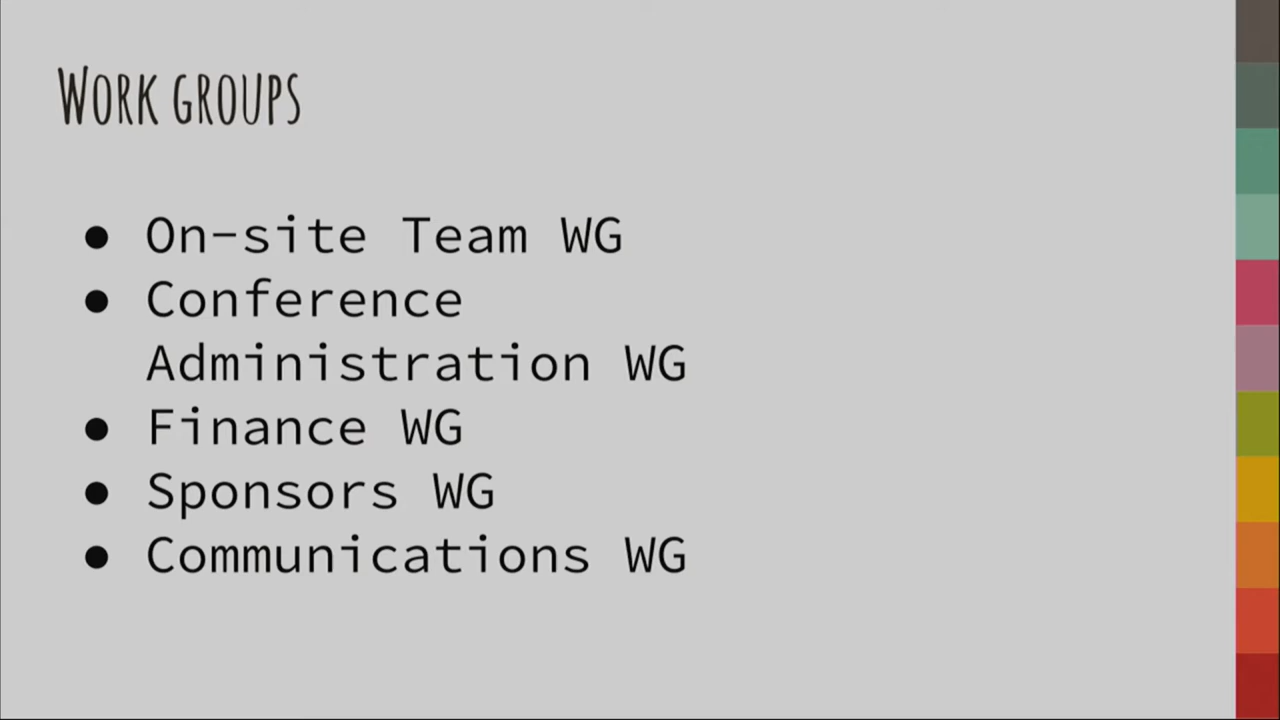 Work groups
● On-site Team WG
● Conference
Administration WG
● Finance WG
● Sponsors WG
● Communications WG